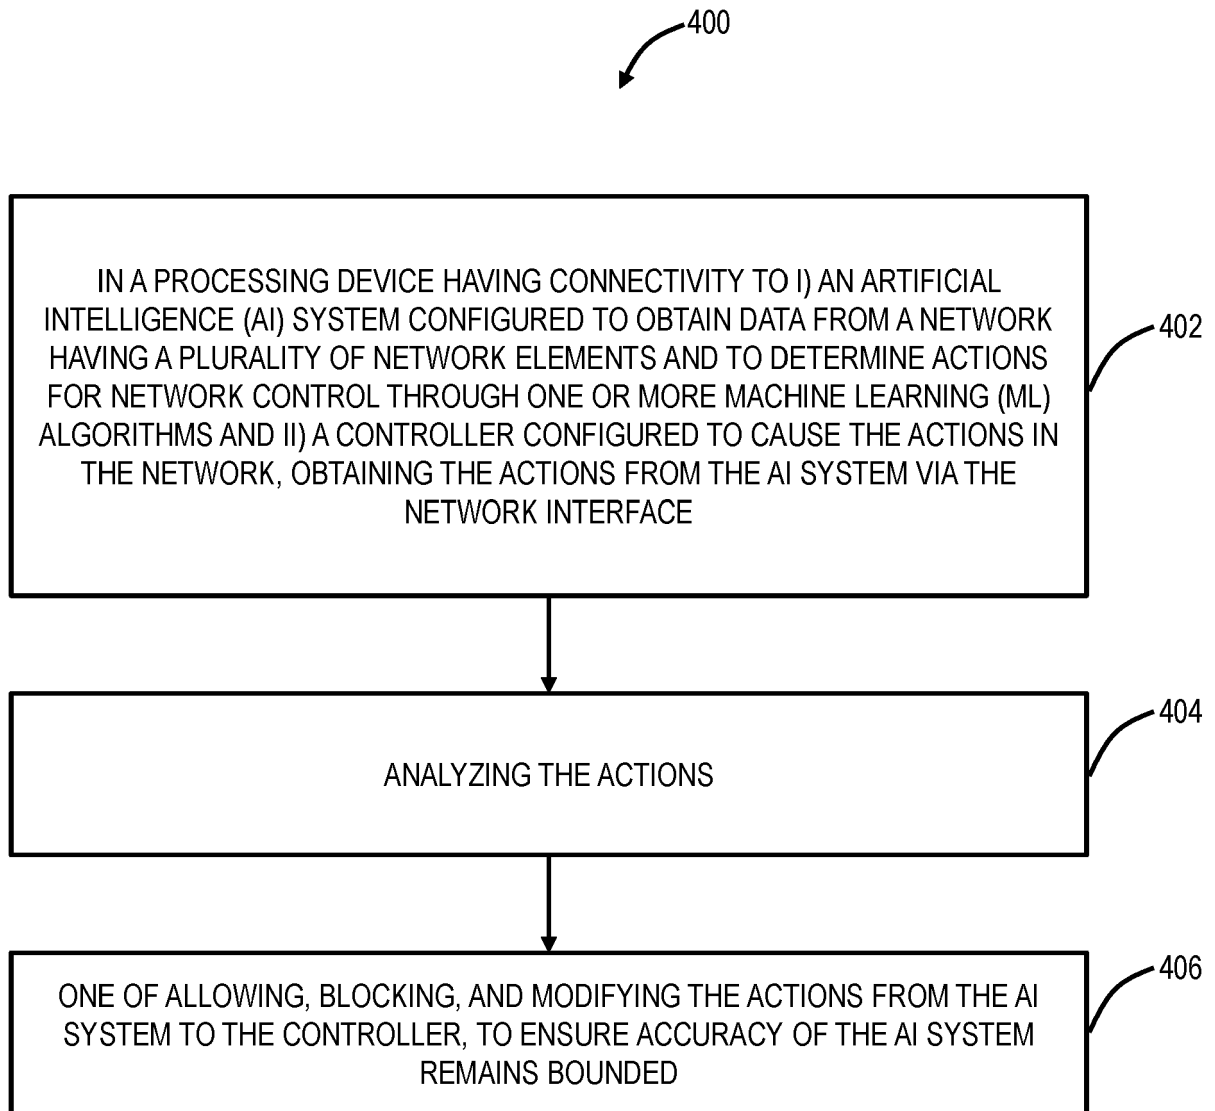 400
IN A PROCESSING DEVICE HAVING CONNECTIVITY TO I) AN ARTIFICIAL
INTELLIGENCE (AI) SYSTEM CONFIGURED TO OBTAIN DATA FROM A NETWORK
HAVING A PLURALITY OF NETWORK ELEMENTS AND TO DETERMINE ACTIONS
FOR NETWORK CONTROL THROUGH ONE OR MORE MACHINE LEARNING (ML)
ALGORITHMS AND II) A CONTROLLER CONFIGURED TO CAUSE THE ACTIONS IN
THE NETWORK, OBTAINING THE ACTIONS FROM THE AI SYSTEM VIA THE
NETWORK INTERFACE
402
ANALYZING THE ACTIONS
404
ONE OF ALLOWING, BLOCKING, AND MODIFYING THE ACTIONS FROM THE AI
SYSTEM TO THE CONTROLLER, TO ENSURE ACCURACY OF THE AI SYSTEM
REMAINS BOUNDED
406